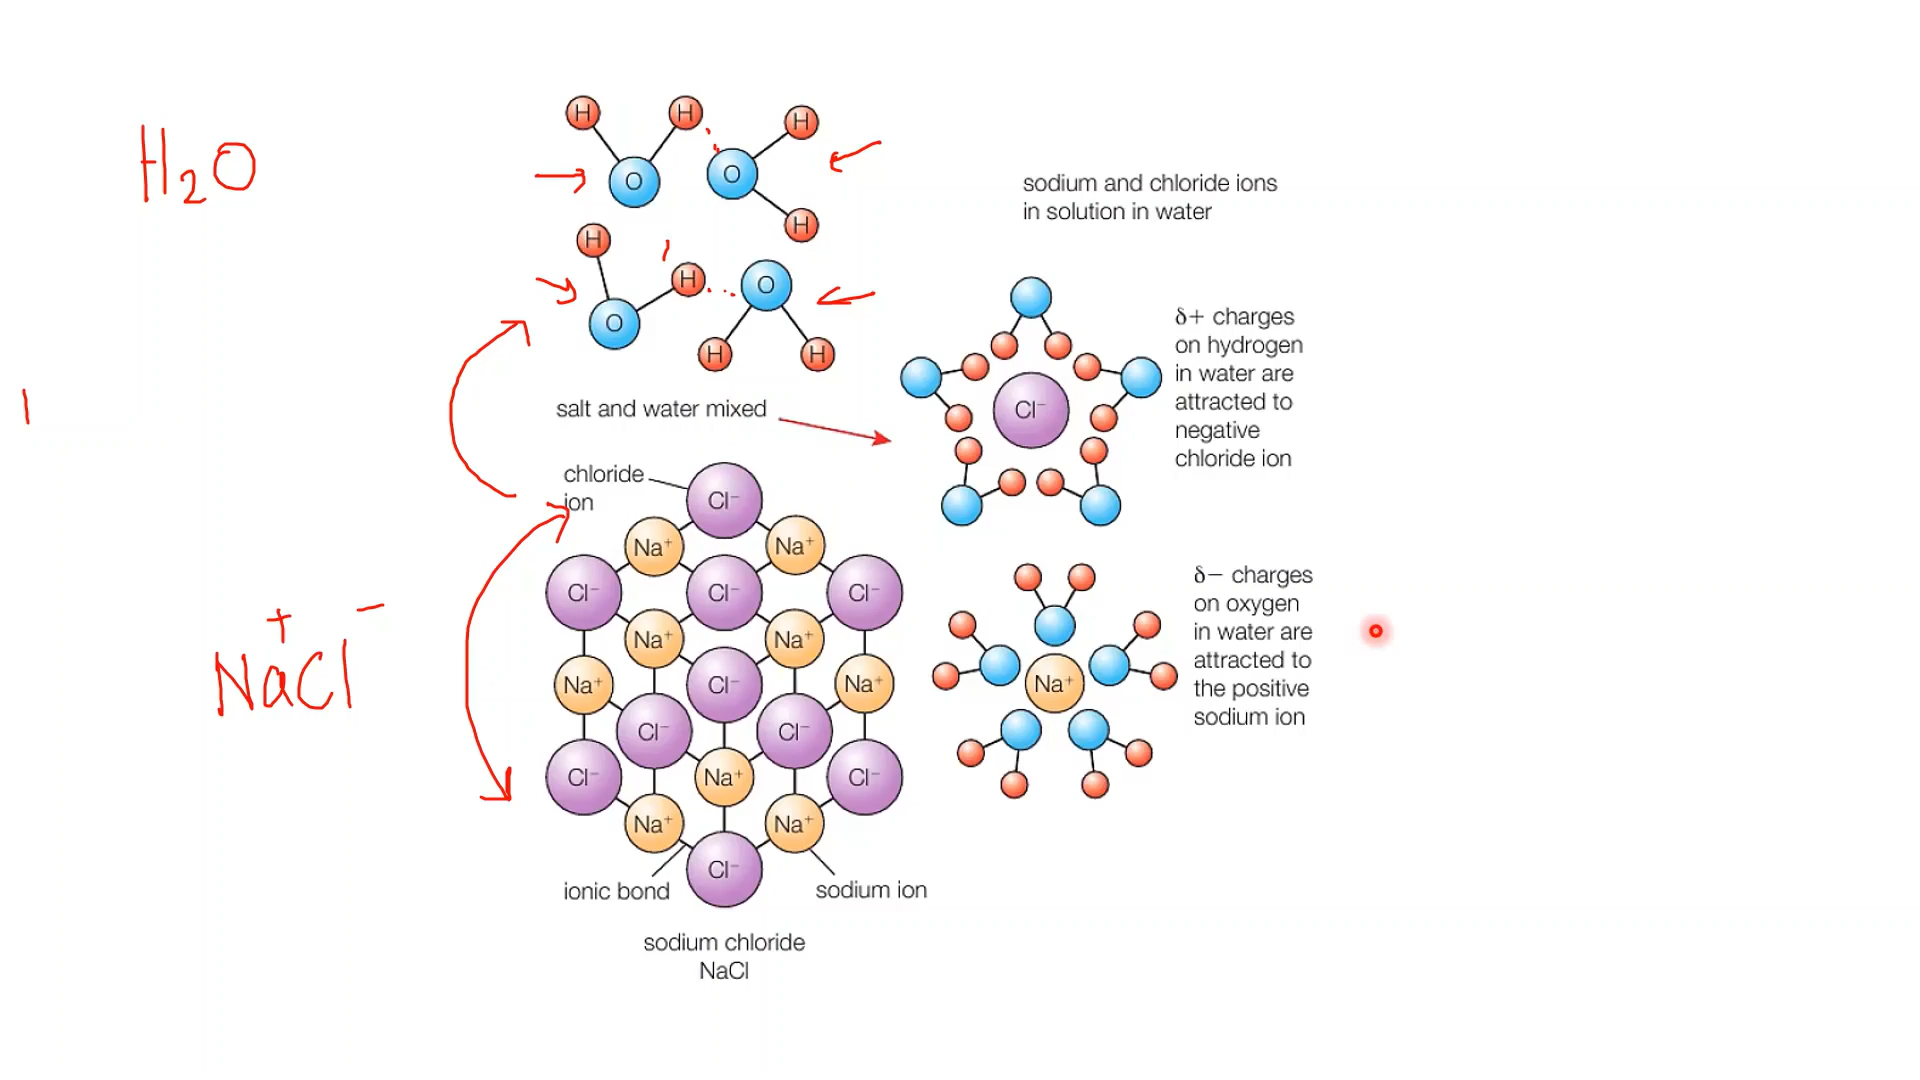 H₂O
H H H
O O
H
H
H O
O
H H
sodium and chloride ions
in solution in water
δ+ charges
on hydrogen
in water are
attracted to
negative
chloride ion
Cl⁻
salt and water mixed
chloride
ion
Cl⁻
Na⁺ Na⁺
Cl⁻ Cl⁻ Cl⁻
Na⁺ Na⁺
Na⁺ Cl⁻ Na⁺
Cl⁻ Cl⁻
Cl⁻ Na⁺ Cl⁻
Na⁺ Na⁺
Cl⁻
ionic bond
sodium ion
sodium chloride
NaCl
+ −
NaCl
δ− charges
on oxygen
in water are
attracted to
the positive
sodium ion
Na⁺